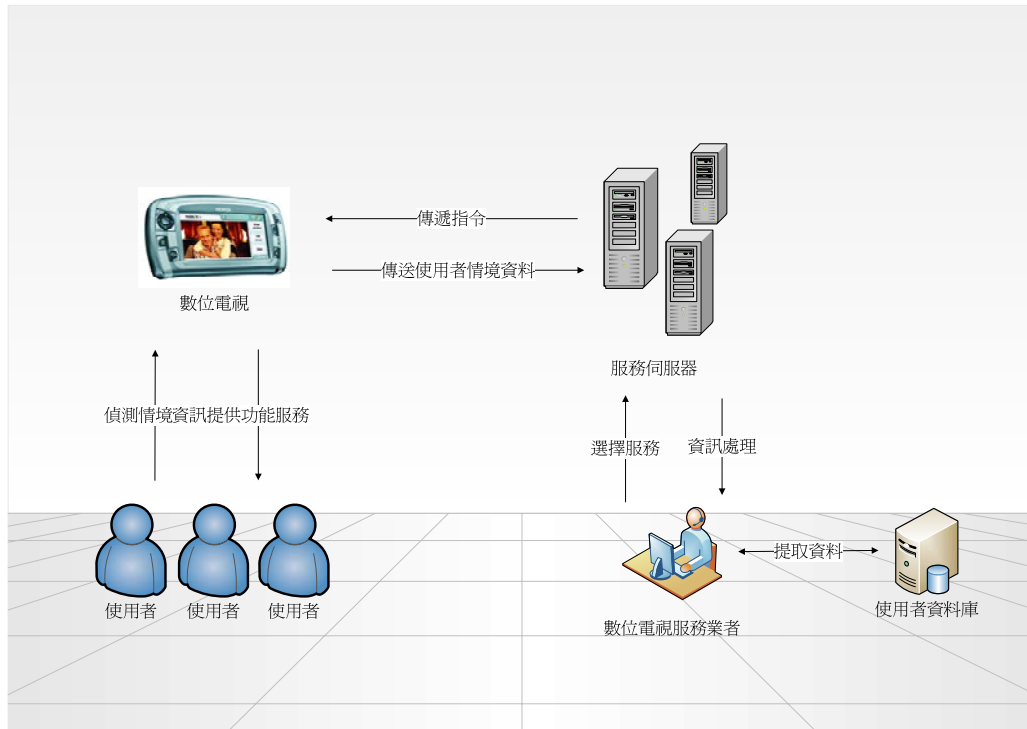 傳遞指令
傳送使用者情境資料
數位電視
服務伺服器
偵測情境資訊
提供功能服務
選擇服務
資訊處理
提取資料
使用者
使用者
使用者
數位電視服務業者
使用者資料庫